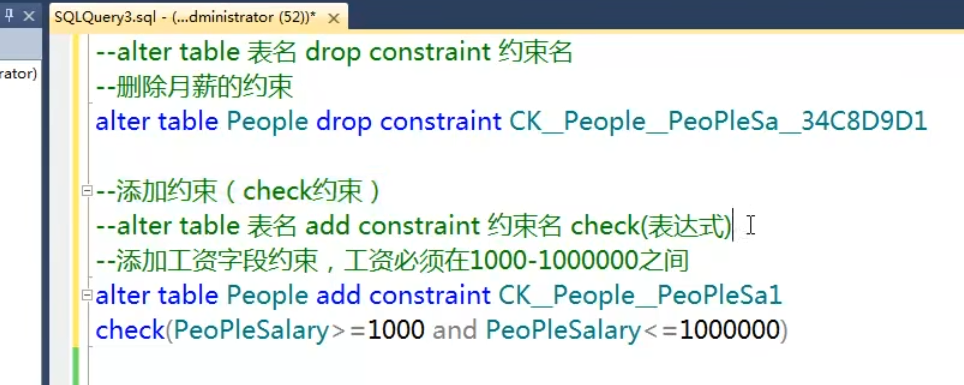 SQLQuery3.sql - (...dministrator (52))*
rator)
--alter table 表名 drop constraint 约束名
--删除月薪的约束
alter table People drop constraint CK__People__PeoPleSa__34C8D9D1
--添加约束（check约束）
--alter table 表名 add constraint 约束名 check(表达式)
--添加工资字段约束，工资必须在1000-1000000之间
alter table People add constraint CK__People__PeoPleSa1
check(PeoPleSalary>=1000 and PeoPleSalary<=1000000)